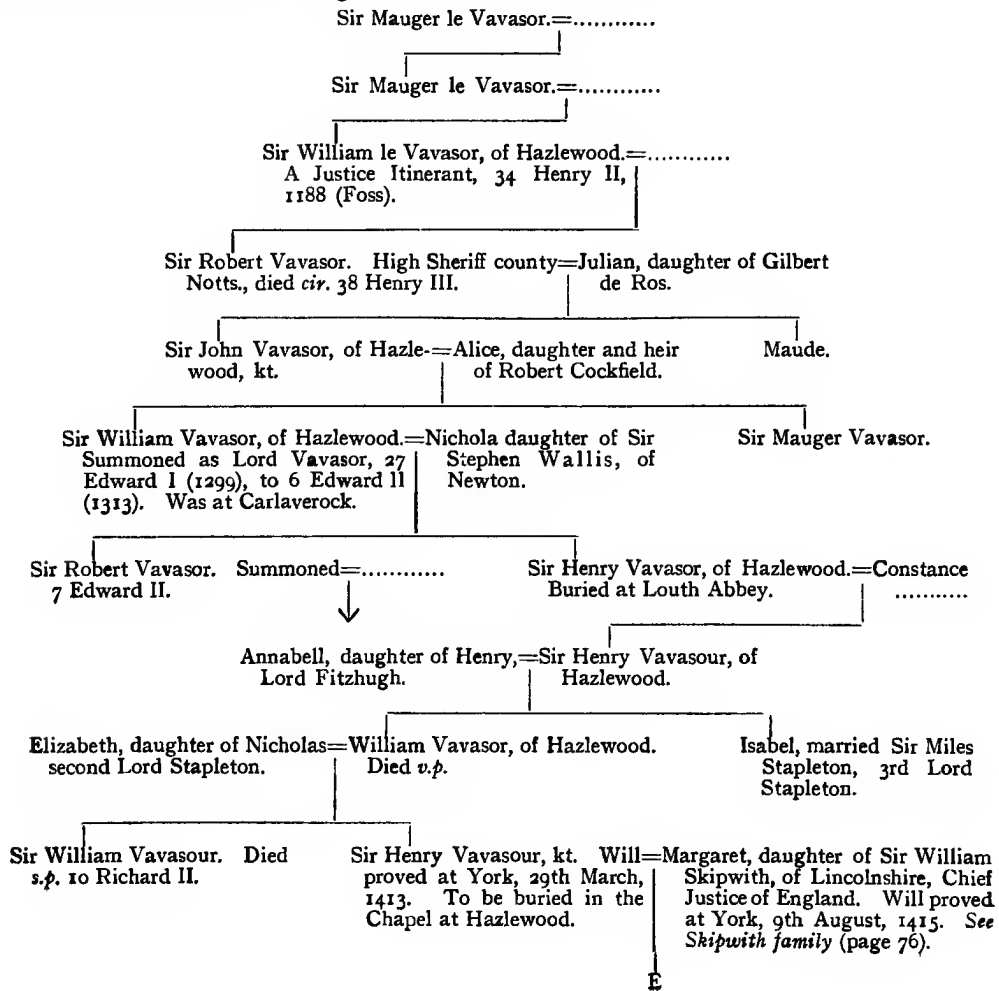 Sir Mauger le Vavasor.=............
Sir Mauger le Vavasor.=............
Sir William le Vavasor, of Hazlewood.=............
A Justice Itinerant, 34 Henry II,
1188 (Foss).
Sir Robert Vavasor. High Sheriff county=Julian, daughter of Gilbert
Notts., died cir. 38 Henry III. de Ros.
Sir John Vavasor, of Hazle-=Alice, daughter and heir Maude.
wood, kt. of Robert Cockfield.
Sir William Vavasor, of Hazlewood.=Nichola daughter of Sir Sir Mauger Vavasor.
Summoned as Lord Vavasor, 27 Stephen Wallis, of
Edward I (1299), to 6 Edward II Newton.
(1313). Was at Carlaverock.
Sir Robert Vavasor. Summoned=............ Sir Henry Vavasor, of Hazlewood.=Constance
7 Edward II. Buried at Louth Abbey. ...........
Annabell, daughter of Henry,=Sir Henry Vavasour, of
Lord Fitzhugh. Hazlewood.
Elizabeth, daughter of Nicholas=William Vavasor, of Hazlewood. Isabel, married Sir Miles
second Lord Stapleton. Died v.p. Stapleton, 3rd Lord
Stapleton.
Sir William Vavasour. Died Sir Henry Vavasour, kt. Will=Margaret, daughter of Sir William
s.p. 10 Richard II. proved at York, 29th March, Skipwith, of Lincolnshire, Chief
1413. To be buried in the Justice of England. Will proved
Chapel at Hazlewood. at York, 9th August, 1415. See
Skipwith family (page 76).
E